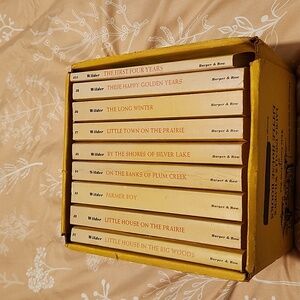 Wilder THE FIRST FOUR YEARS Harper & Row
Wilder THESE HAPPY GOLDEN YEARS Harper & Row
Wilder THE LONG WINTER Harper & Row
Wilder LITTLE TOWN ON THE PRAIRIE Harper & Row
Wilder BY THE SHORES OF SILVER LAKE Harper & Row
Wilder ON THE BANKS OF PLUM CREEK Harper & Row
Wilder FARMER BOY Harper & Row
Wilder LITTLE HOUSE ON THE PRAIRIE Harper & Row
Wilder LITTLE HOUSE IN THE BIG WOODS Harper & Row